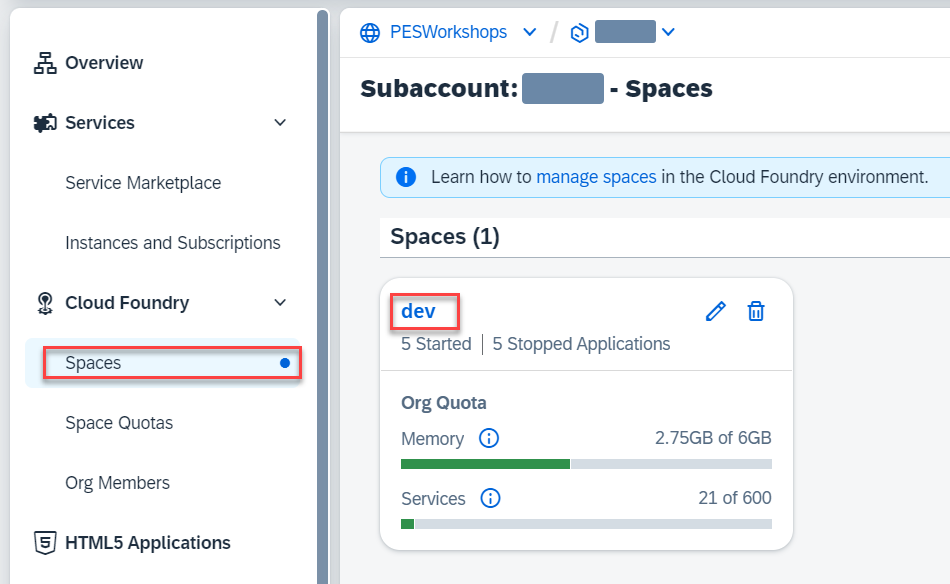 Overview
Services
Service Marketplace
Instances and Subscriptions
Cloud Foundry
Spaces
Space Quotas
Org Members
HTML5 Applications
PESWorkshops /
Subaccount: - Spaces
Learn how to manage spaces in the Cloud Foundry environment.
Spaces (1)
dev
5 Started | 5 Stopped Applications
Org Quota
Memory 2.75GB of 6GB
Services 21 of 600